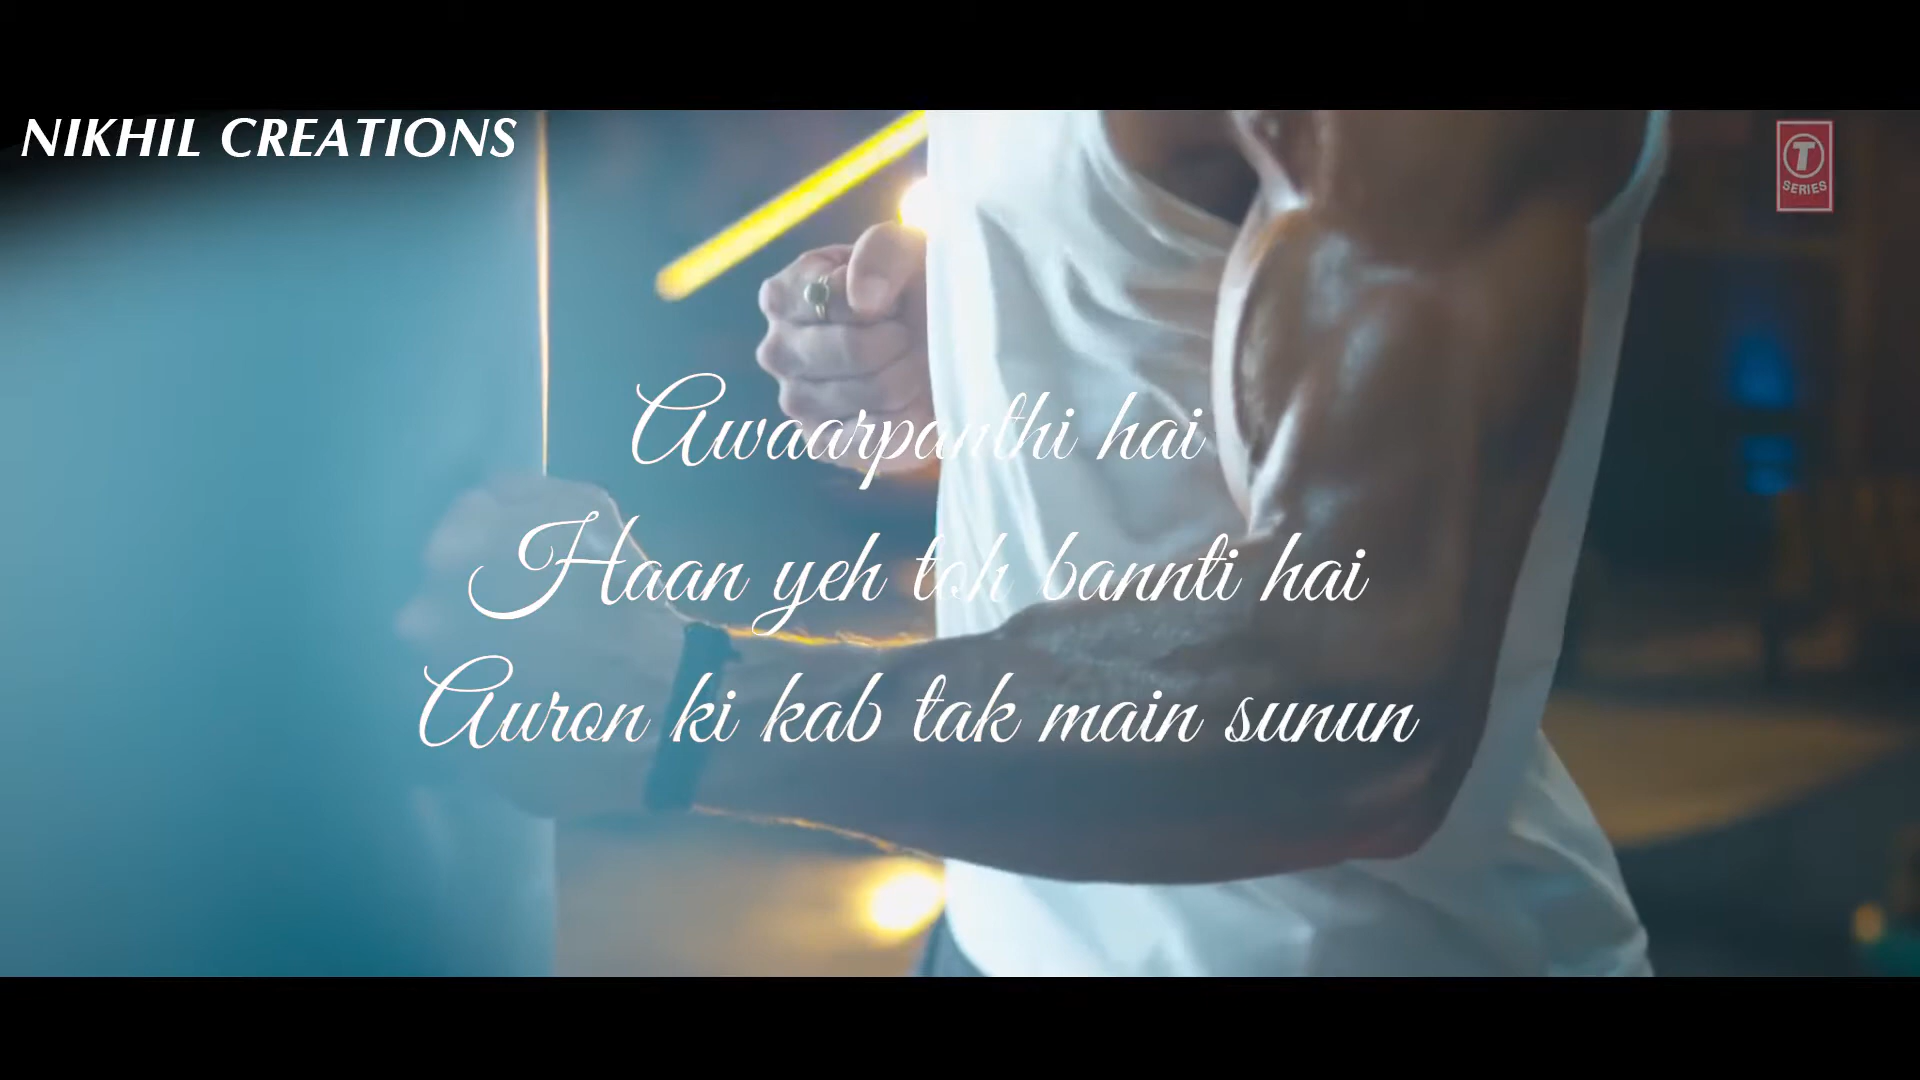 NIKHIL CREATIONS
T
SERIES
Awaarpanthi hai
Haan yeh toh bannti hai
Auron ki kab tak main sunun